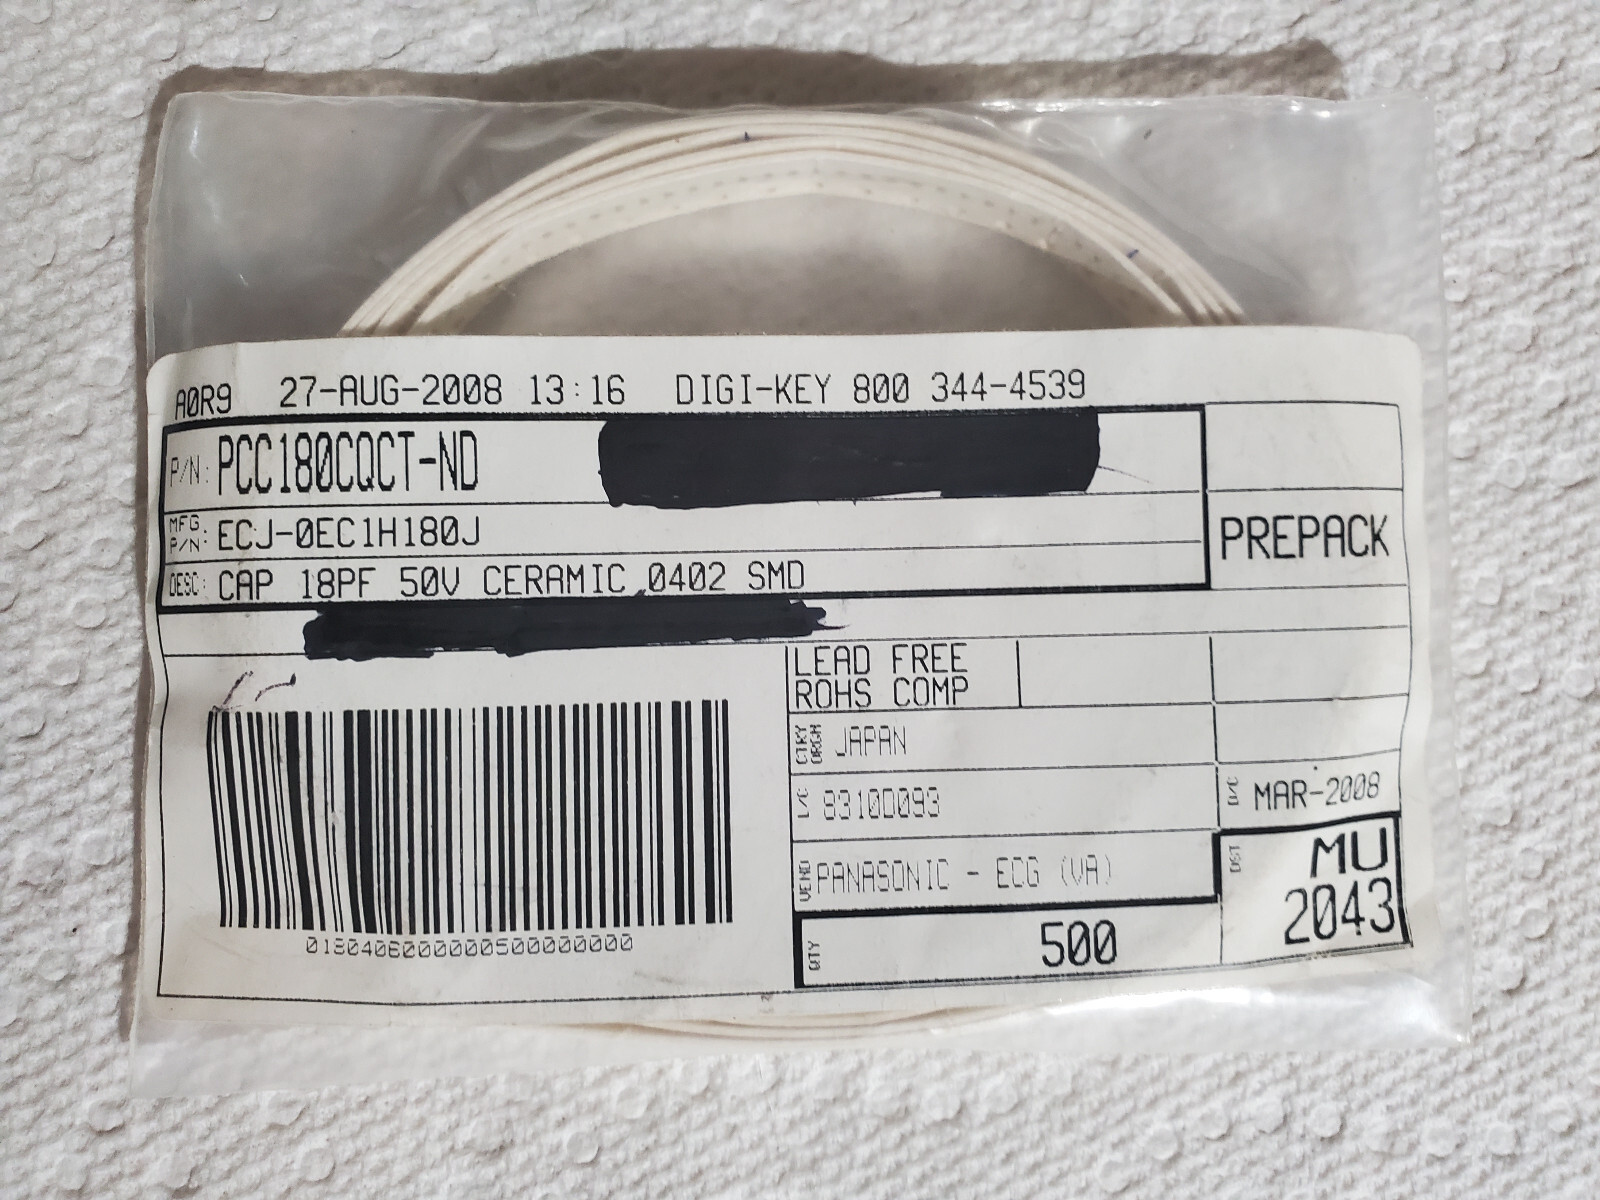 A0R9 27-AUG-2008 13:16 DIGI-KEY 800 344-4539
P/N: PCC180CQCT-ND
MFG P/N: ECJ-0EC1H180J
PREPACK
DESC: CAP 18PF 50V CERAMIC 0402 SMD
LEAD FREE
ROHS COMP
CTRY ORGN JAPAN
L/C 8310D093
D/C MAR-2008
VEND PANASONIC - ECG (VA)
DST MU
2043
QTY 500
0180406000000500000000